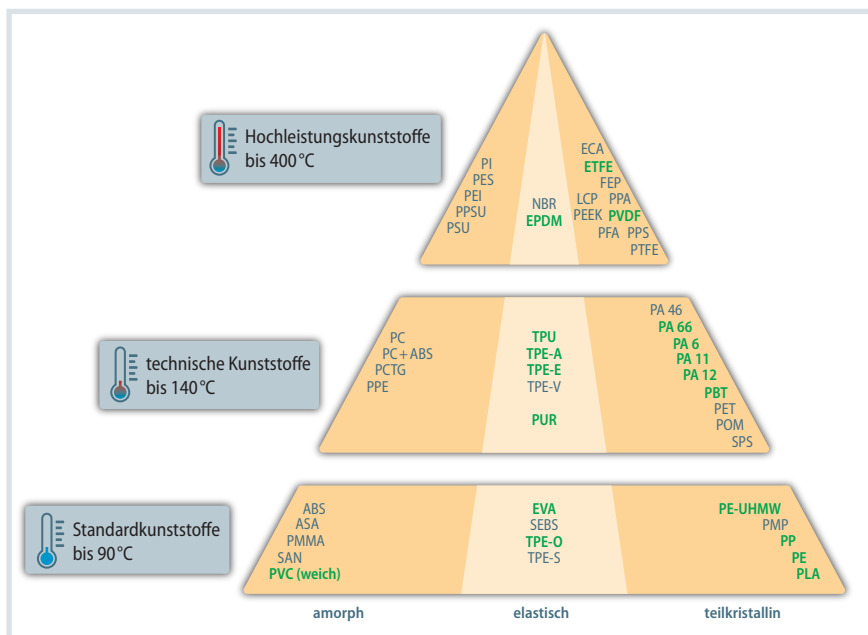 Hochleistungskunststoffe
bis 400 °C
PI
PES
PEI
PPSU
PSU
NBR
EPDM
ECA
ETFE
FEP
LCP PPA
PEEK PVDF
PFA PPS
PTFE
technische Kunststoffe
bis 140 °C
PC
PC + ABS
PCTG
PPE
TPU
TPE-A
TPE-E
TPE-V
PUR
PA 46
PA 66
PA 6
PA 11
PA 12
PBT
PET
POM
SPS
Standardkunststoffe
bis 90 °C
ABS
ASA
PMMA
SAN
PVC (weich)
EVA
SEBS
TPE-O
TPE-S
PE-UHMW
PMP
PP
PE
PLA
amorph elastisch teilkristallin